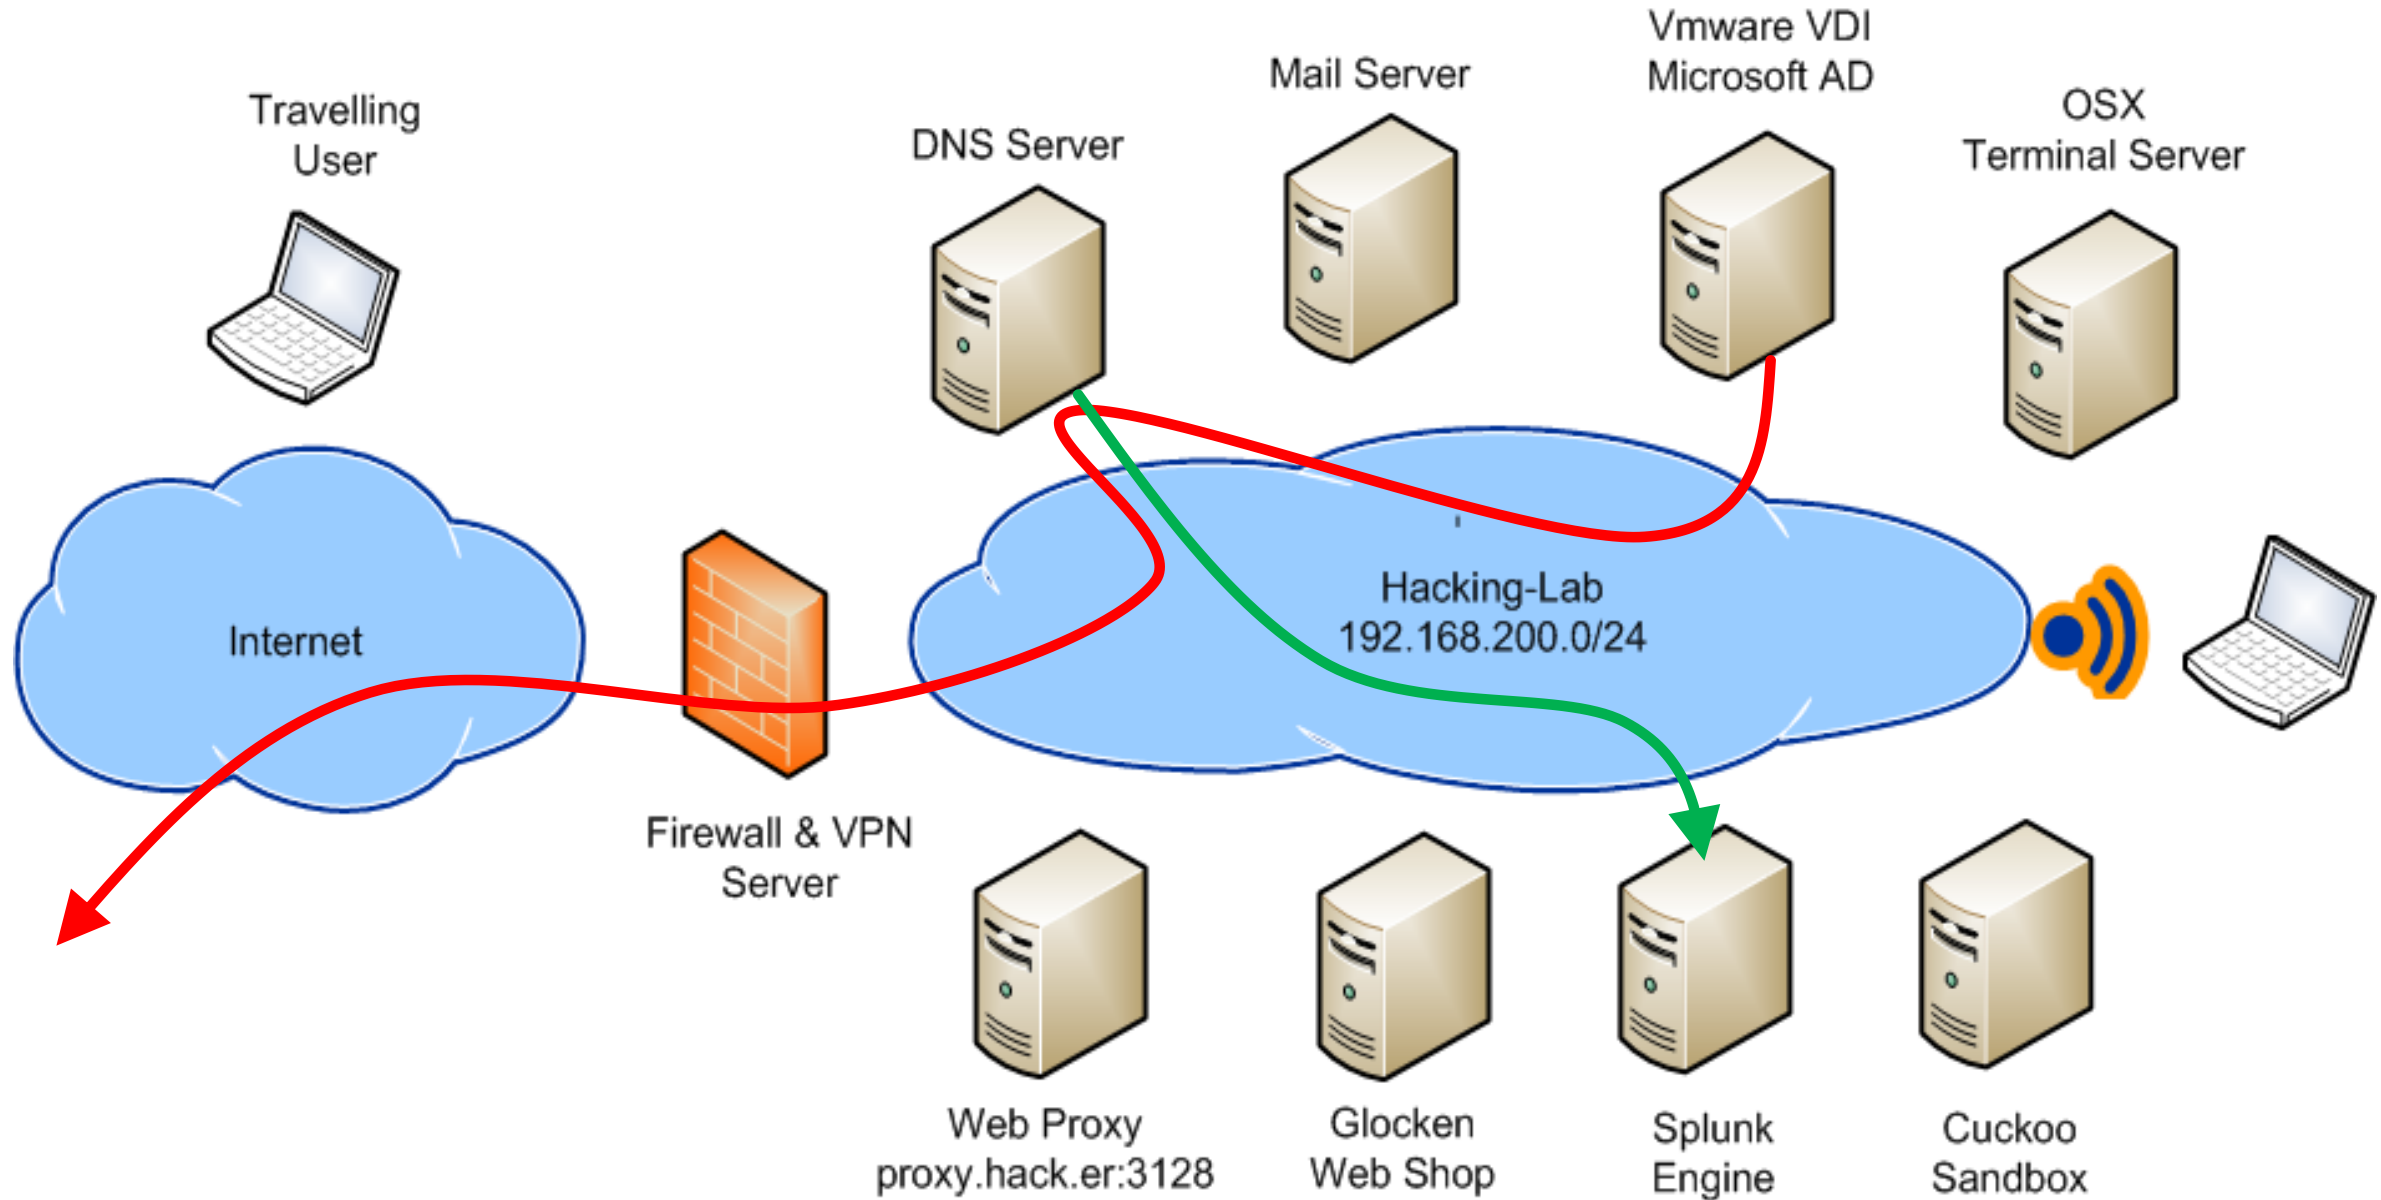 Vmware VDI
Microsoft AD
Mail Server
OSX
Terminal Server
Travelling
User
DNS Server
Internet
Hacking-Lab
192.168.200.0/24
Firewall & VPN
Server
Web Proxy
proxy.hack.er:3128
Glocken
Web Shop
Splunk
Engine
Cuckoo
Sandbox